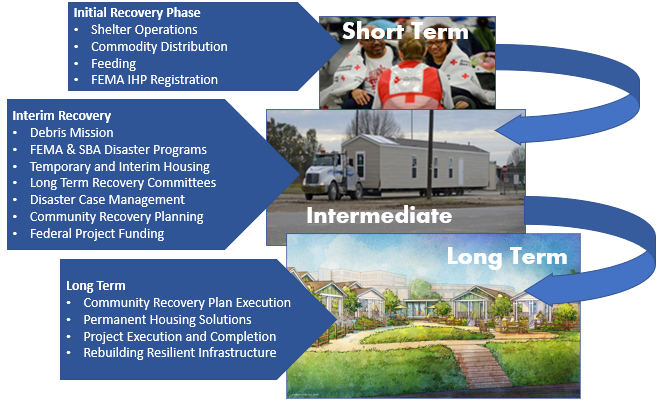 Initial Recovery Phase
• Shelter Operations
• Commodity Distribution
• Feeding
• FEMA IHP Registration
Short Term
Interim Recovery
• Debris Mission
• FEMA & SBA Disaster Programs
• Temporary and Interim Housing
• Long Term Recovery Committees
• Disaster Case Management
• Community Recovery Planning
• Federal Project Funding
Intermediate
Long Term
Long Term
• Community Recovery Plan Execution
• Permanent Housing Solutions
• Project Execution and Completion
• Rebuilding Resilient Infrastructure